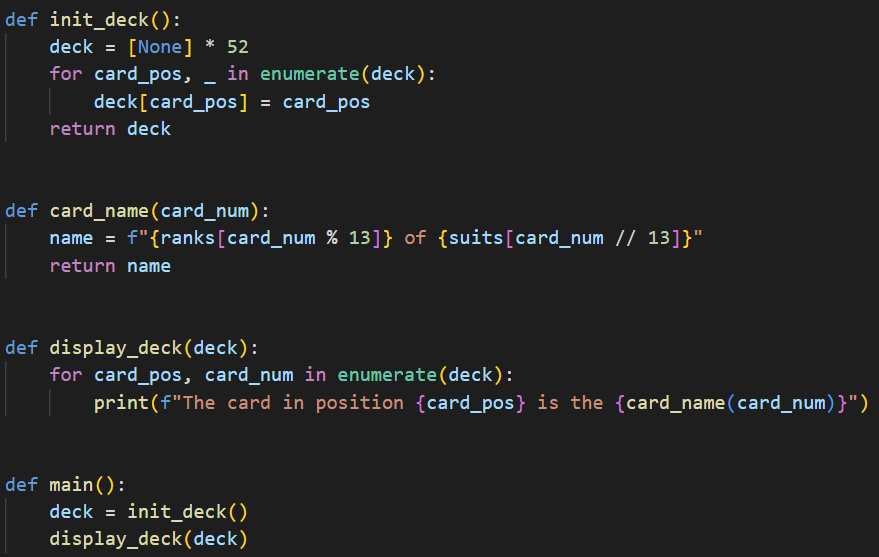 def init_deck():
    deck = [None] * 52
    for card_pos, _ in enumerate(deck):
        deck[card_pos] = card_pos
    return deck
def card_name(card_num):
    name = f"{ranks[card_num % 13]} of {suits[card_num // 13]}"
    return name
def display_deck(deck):
    for card_pos, card_num in enumerate(deck):
        print(f"The card in position {card_pos} is the {card_name(card_num)}")
def main():
    deck = init_deck()
    display_deck(deck)